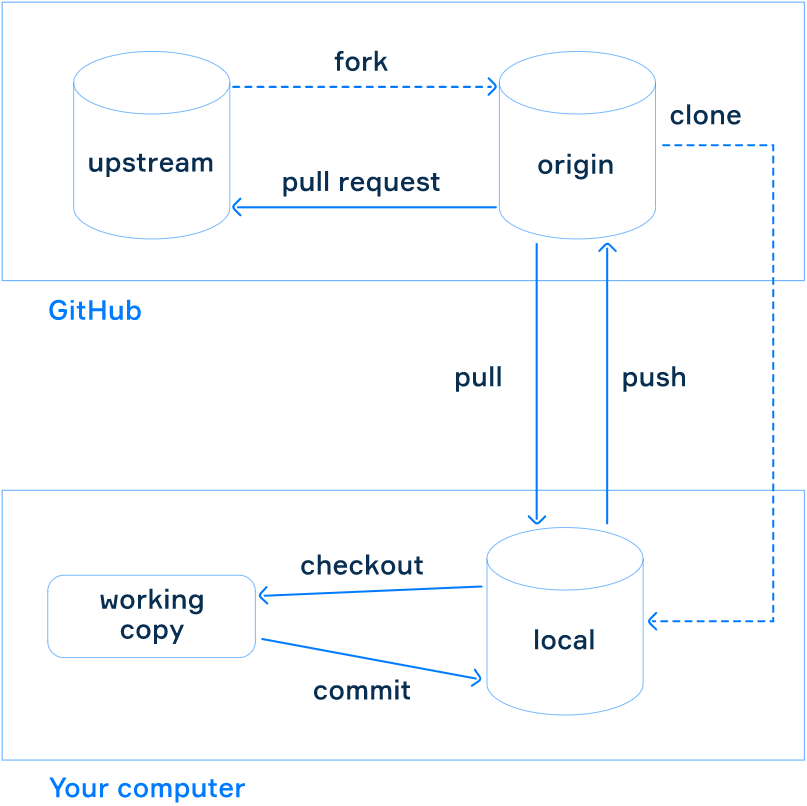 fork
clone
upstream
origin
pull request
GitHub
pull
push
checkout
working
copy
local
commit
Your computer